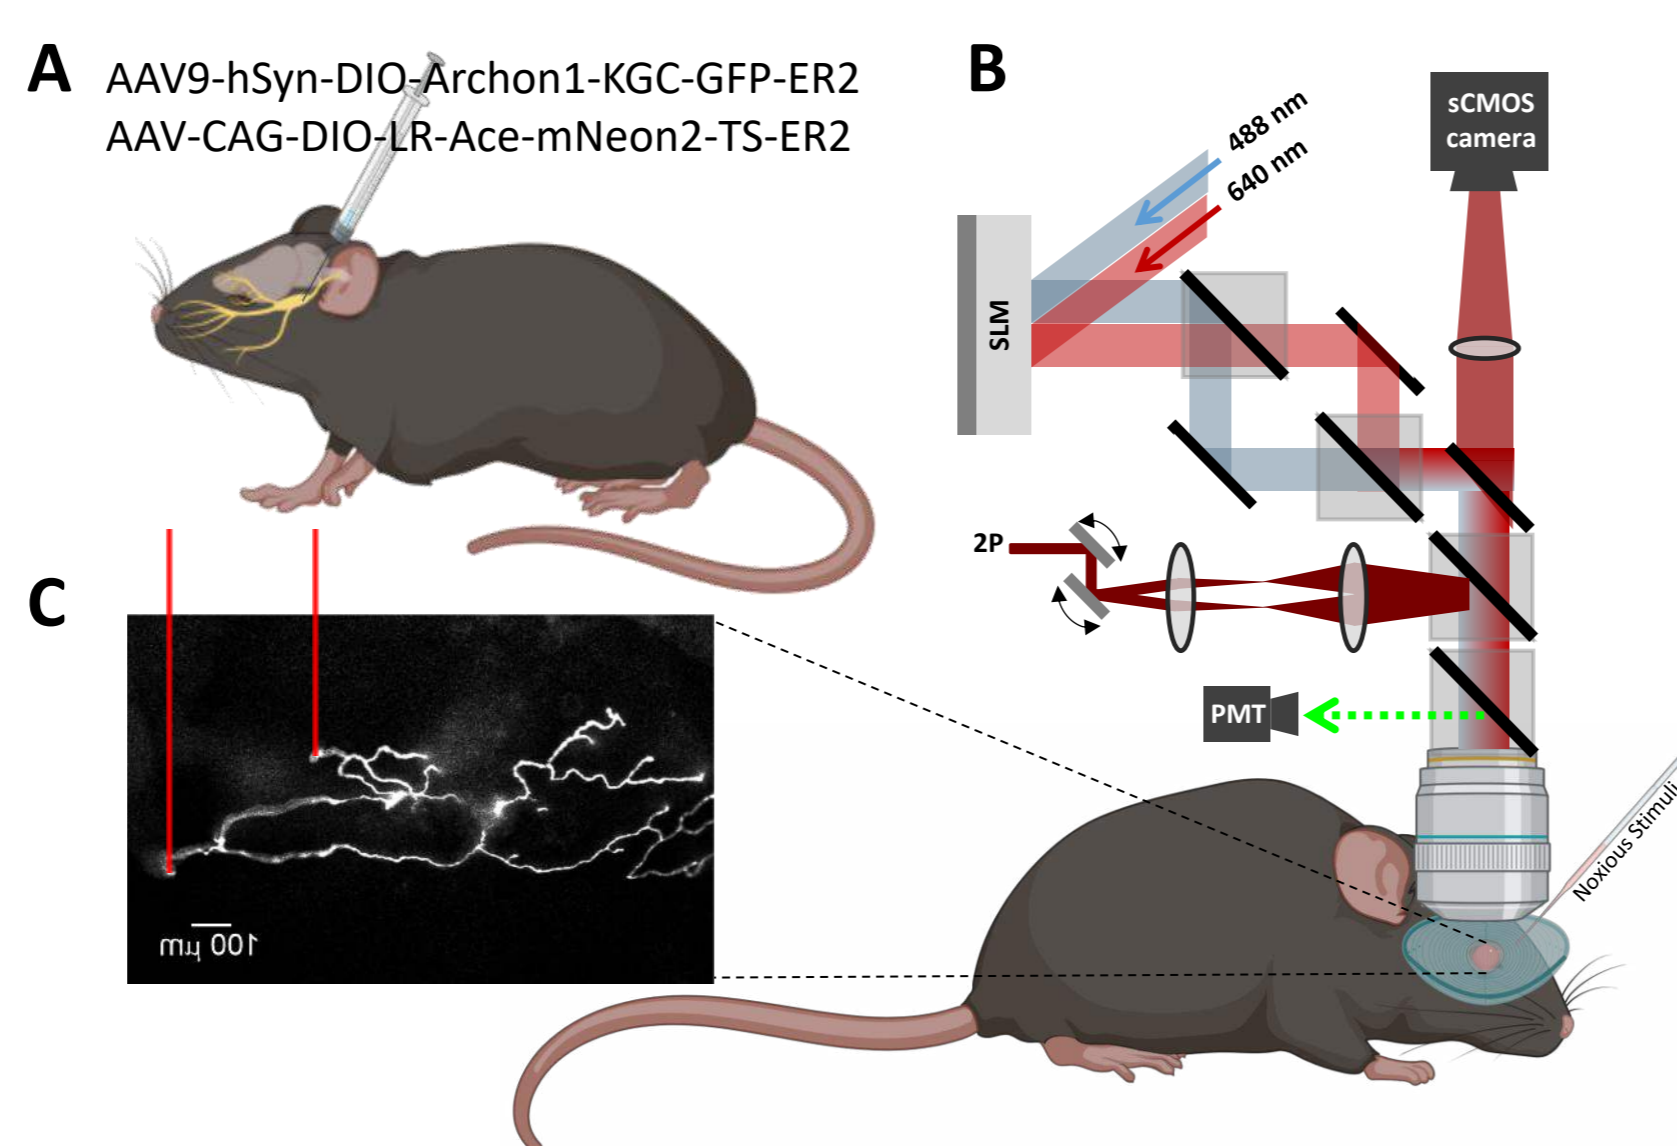 A
AAV9-hSyn-DIO-Archon1-KGC-GFP-ER2
AAV-CAG-DIO-LR-Ace-mNeon2-TS-ER2
B
488 nm
640 nm
sCMOS
camera
SLM
2P
PMT
Noxious Stimuli
C
100 µm